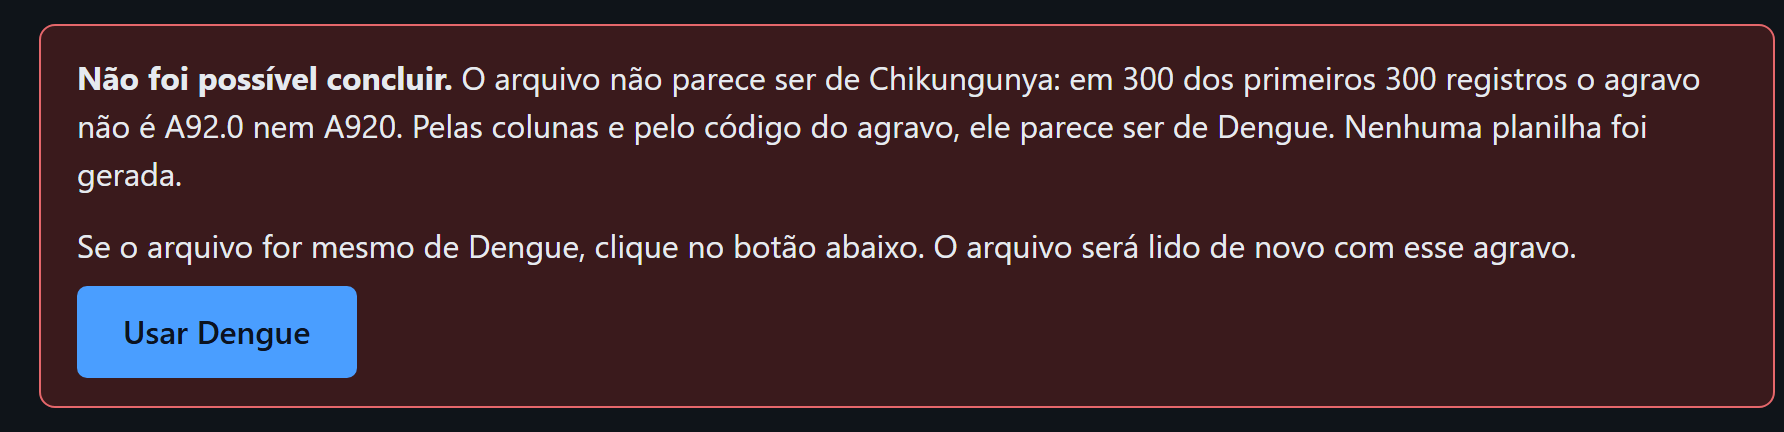 Não foi possível concluir. O arquivo não parece ser de Chikungunya: em 300 dos primeiros 300 registros o agravo
não é A92.0 nem A920. Pelas colunas e pelo código do agravo, ele parece ser de Dengue. Nenhuma planilha foi
gerada.
Se o arquivo for mesmo de Dengue, clique no botão abaixo. O arquivo será lido de novo com esse agravo.
Usar Dengue